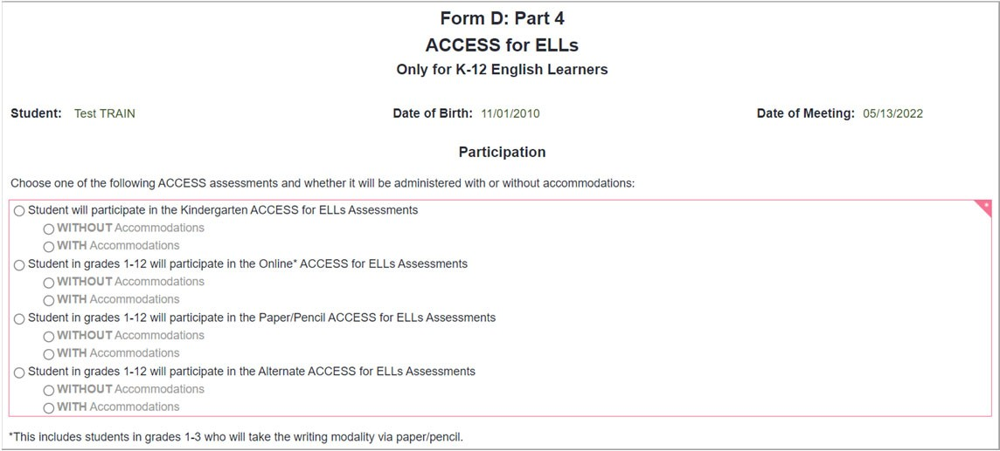 Form D: Part 4
ACCESS for ELLs
Only for K-12 English Learners
Student: Test TRAIN Date of Birth: 11/01/2010 Date of Meeting: 05/13/2022
Participation
Choose one of the following ACCESS assessments and whether it will be administered with or without accommodations:
*
Student will participate in the Kindergarten ACCESS for ELLs Assessments
WITHOUT Accommodations
WITH Accommodations
Student in grades 1-12 will participate in the Online* ACCESS for ELLs Assessments
WITHOUT Accommodations
WITH Accommodations
Student in grades 1-12 will participate in the Paper/Pencil ACCESS for ELLs Assessments
WITHOUT Accommodations
WITH Accommodations
Student in grades 1-12 will participate in the Alternate ACCESS for ELLs Assessments
WITHOUT Accommodations
WITH Accommodations
*This includes students in grades 1-3 who will take the writing modality via paper/pencil.